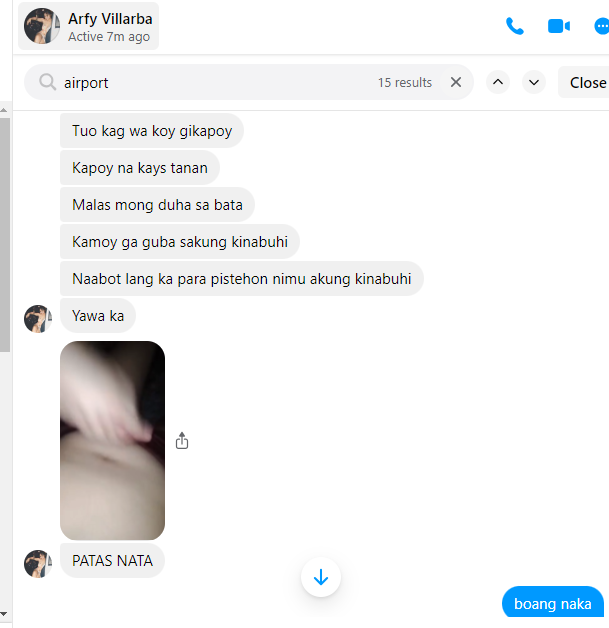 Arfy Villarba
Active 7m ago
airport
15 results
Close
Tuo kag wa koy gikapoy
Kapoy na kays tanan
Malas mong duha sa bata
Kamoy ga guba sakung kinabuhi
Naabot lang ka para pistehon nimu akung kinabuhi
Yawa ka
PATAS NATA
boang naka